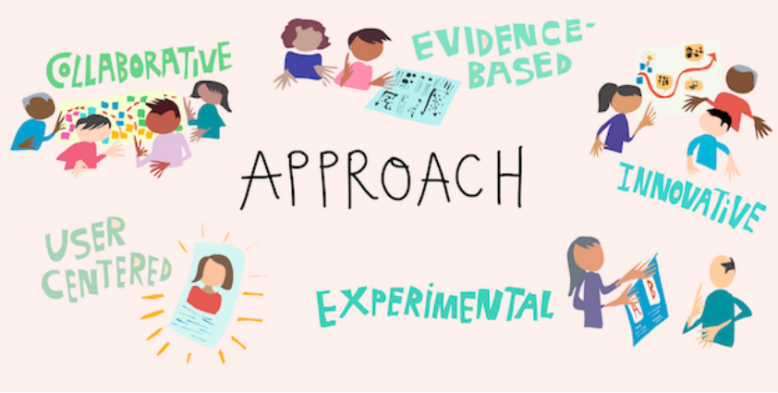 COLLABORATIVE
EVIDENCE-
BASED
APPROACH
INNOVATIVE
USER
CENTERED
EXPERIMENTAL
A B